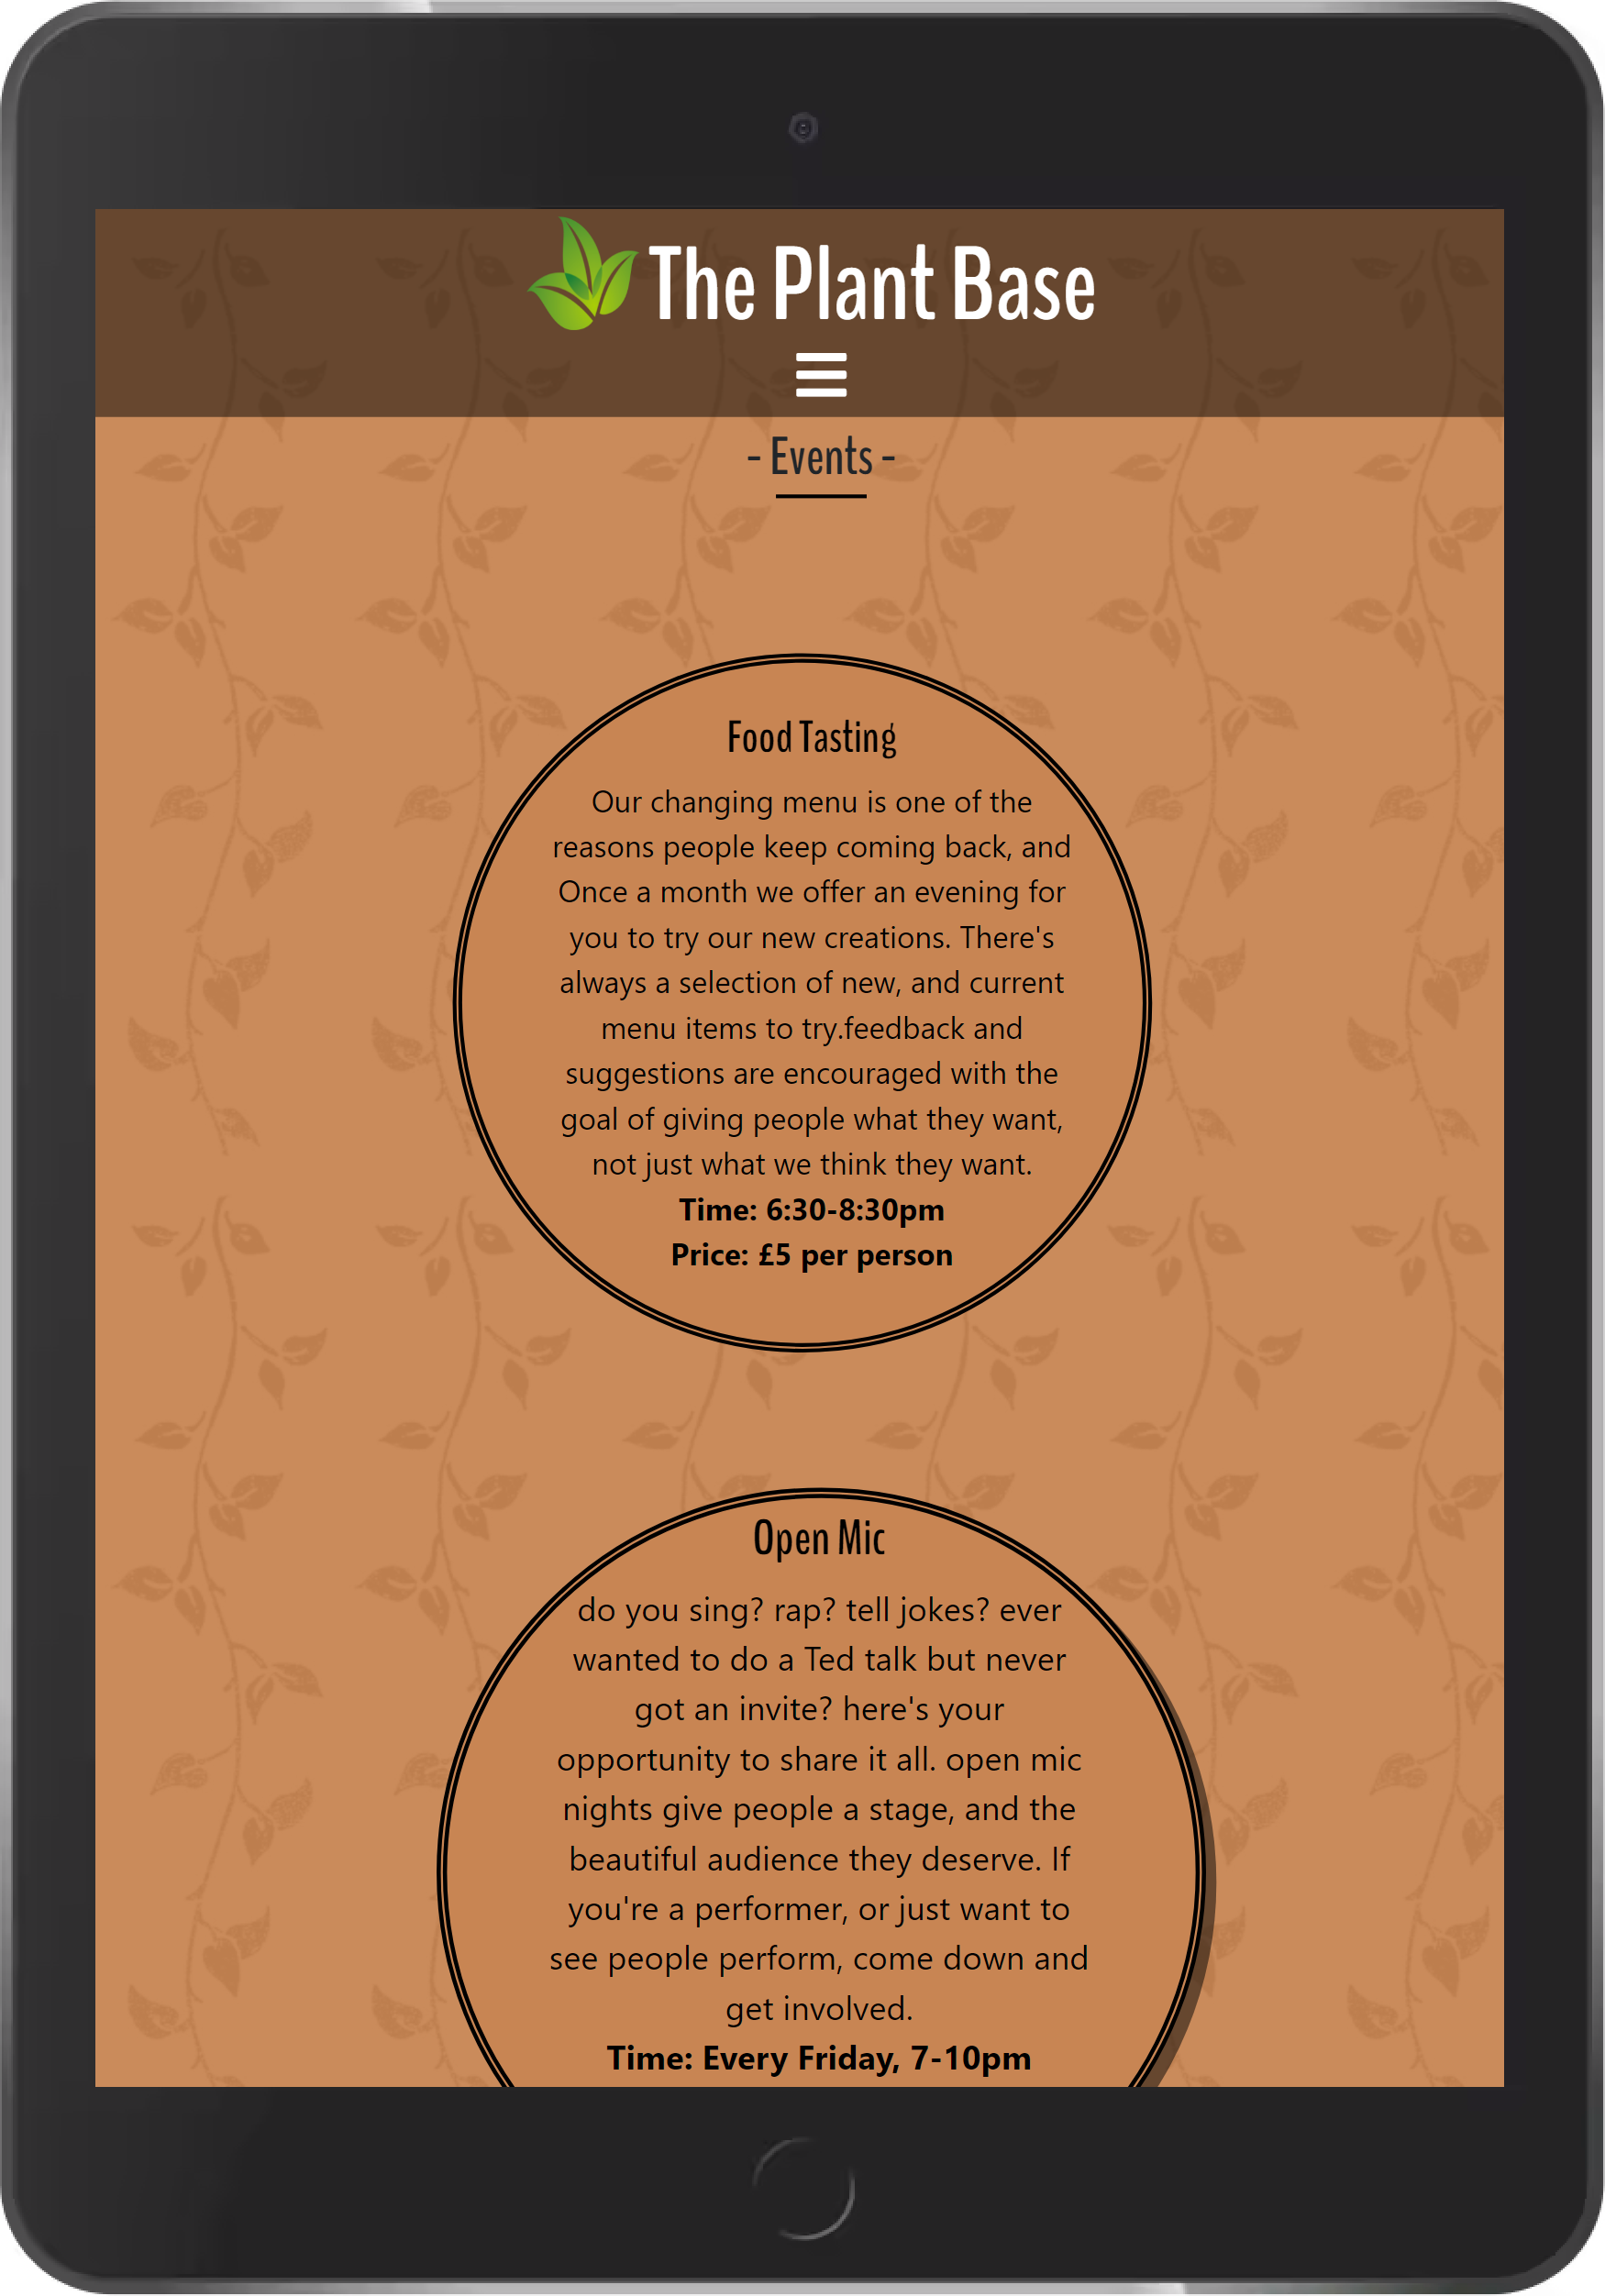 The Plant Base
- Events -
Food Tasting
Our changing menu is one of the
reasons people keep coming back, and
Once a month we offer an evening for
you to try our new creations. There's
always a selection of new, and current
menu items to try.feedback and
suggestions are encouraged with the
goal of giving people what they want,
not just what we think they want.
Time: 6:30-8:30pm
Price: £5 per person
Open Mic
do you sing? rap? tell jokes? ever
wanted to do a Ted talk but never
got an invite? here's your
opportunity to share it all. open mic
nights give people a stage, and the
beautiful audience they deserve. If
you're a performer, or just want to
see people perform, come down and
get involved.
Time: Every Friday, 7-10pm